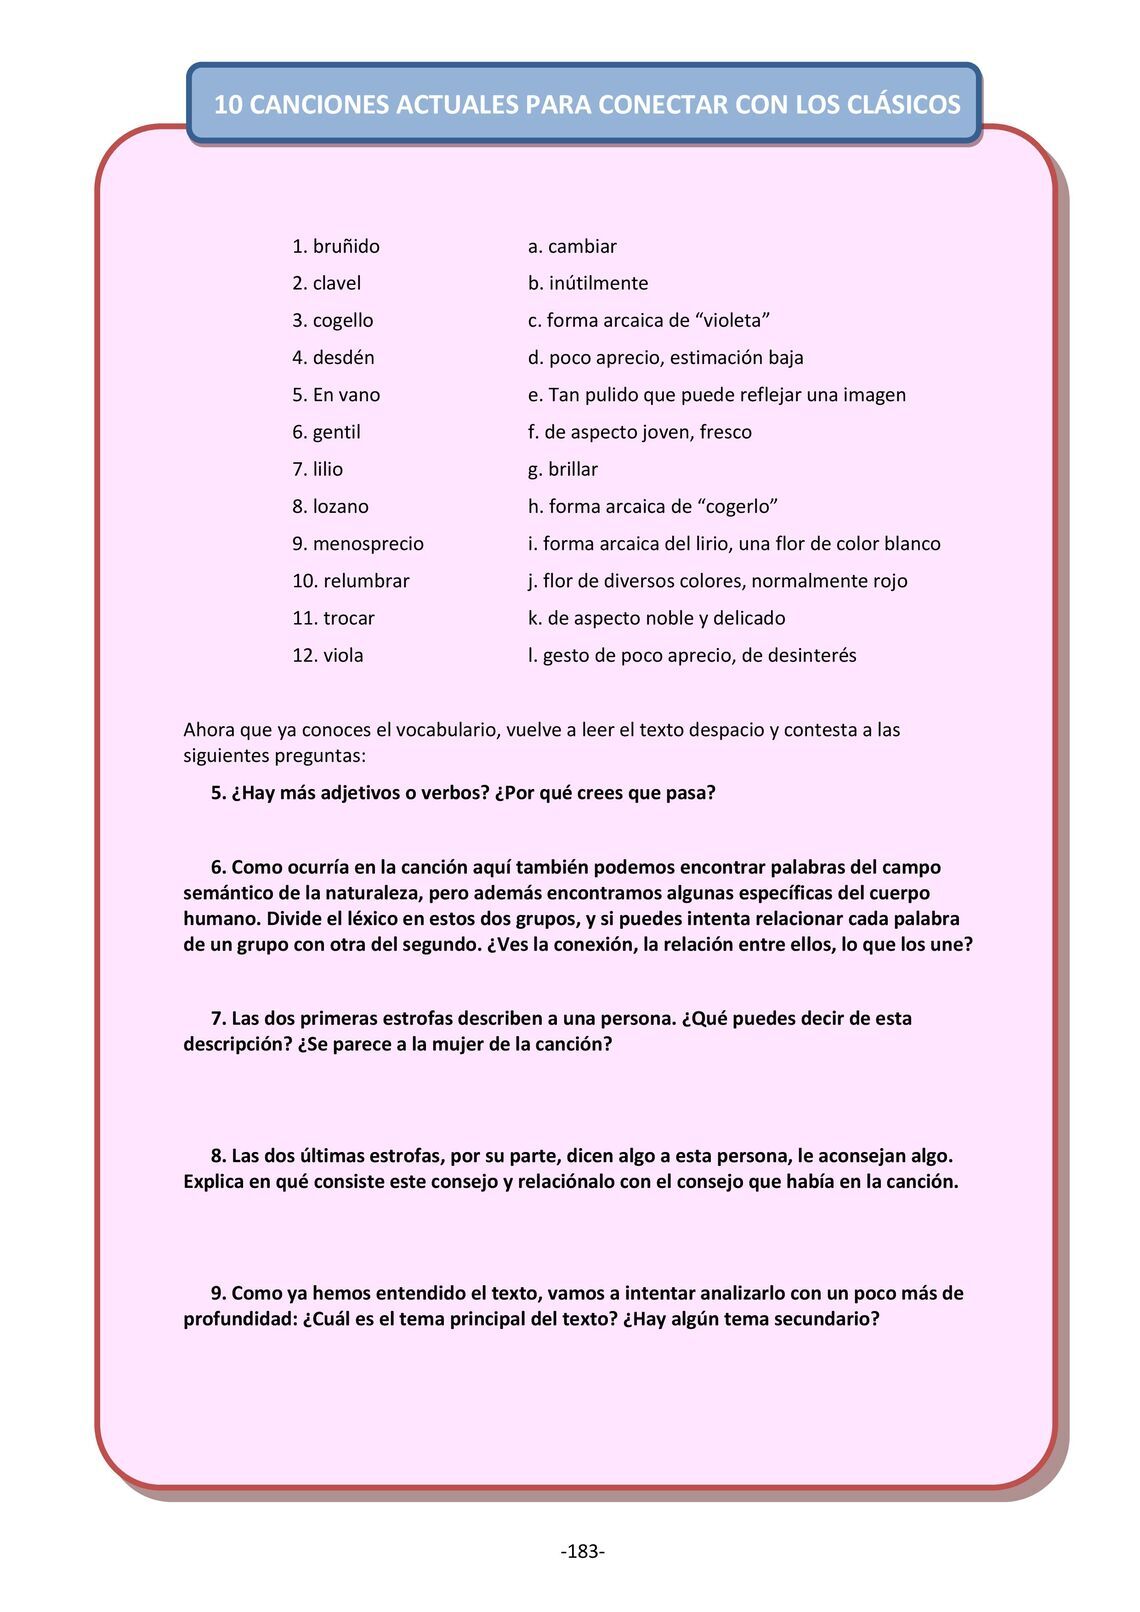 10 CANCIONES ACTUALES PARA CONECTAR CON LOS CLÁSICOS
1. bruñido a. cambiar
2. clavel b. inútilmente
3. cogello c. forma arcaica de “violeta”
4. desdén d. poco aprecio, estimación baja
5. En vano e. Tan pulido que puede reflejar una imagen
6. gentil f. de aspecto joven, fresco
7. lilio g. brillar
8. lozano h. forma arcaica de “cogerlo”
9. menosprecio i. forma arcaica del lirio, una flor de color blanco
10. relumbrar j. flor de diversos colores, normalmente rojo
11. trocar k. de aspecto noble y delicado
12. viola l. gesto de poco aprecio, de desinterés
Ahora que ya conoces el vocabulario, vuelve a leer el texto despacio y contesta a las
siguientes preguntas:
5. ¿Hay más adjetivos o verbos? ¿Por qué crees que pasa?
6. Como ocurría en la canción aquí también podemos encontrar palabras del campo
semántico de la naturaleza, pero además encontramos algunas específicas del cuerpo
humano. Divide el léxico en estos dos grupos, y si puedes intenta relacionar cada palabra
de un grupo con otra del segundo. ¿Ves la conexión, la relación entre ellos, lo que los une?
7. Las dos primeras estrofas describen a una persona. ¿Qué puedes decir de esta
descripción? ¿Se parece a la mujer de la canción?
8. Las dos últimas estrofas, por su parte, dicen algo a esta persona, le aconsejan algo.
Explica en qué consiste este consejo y relaciónalo con el consejo que había en la canción.
9. Como ya hemos entendido el texto, vamos a intentar analizarlo con un poco más de
profundidad: ¿Cuál es el tema principal del texto? ¿Hay algún tema secundario?
-183-